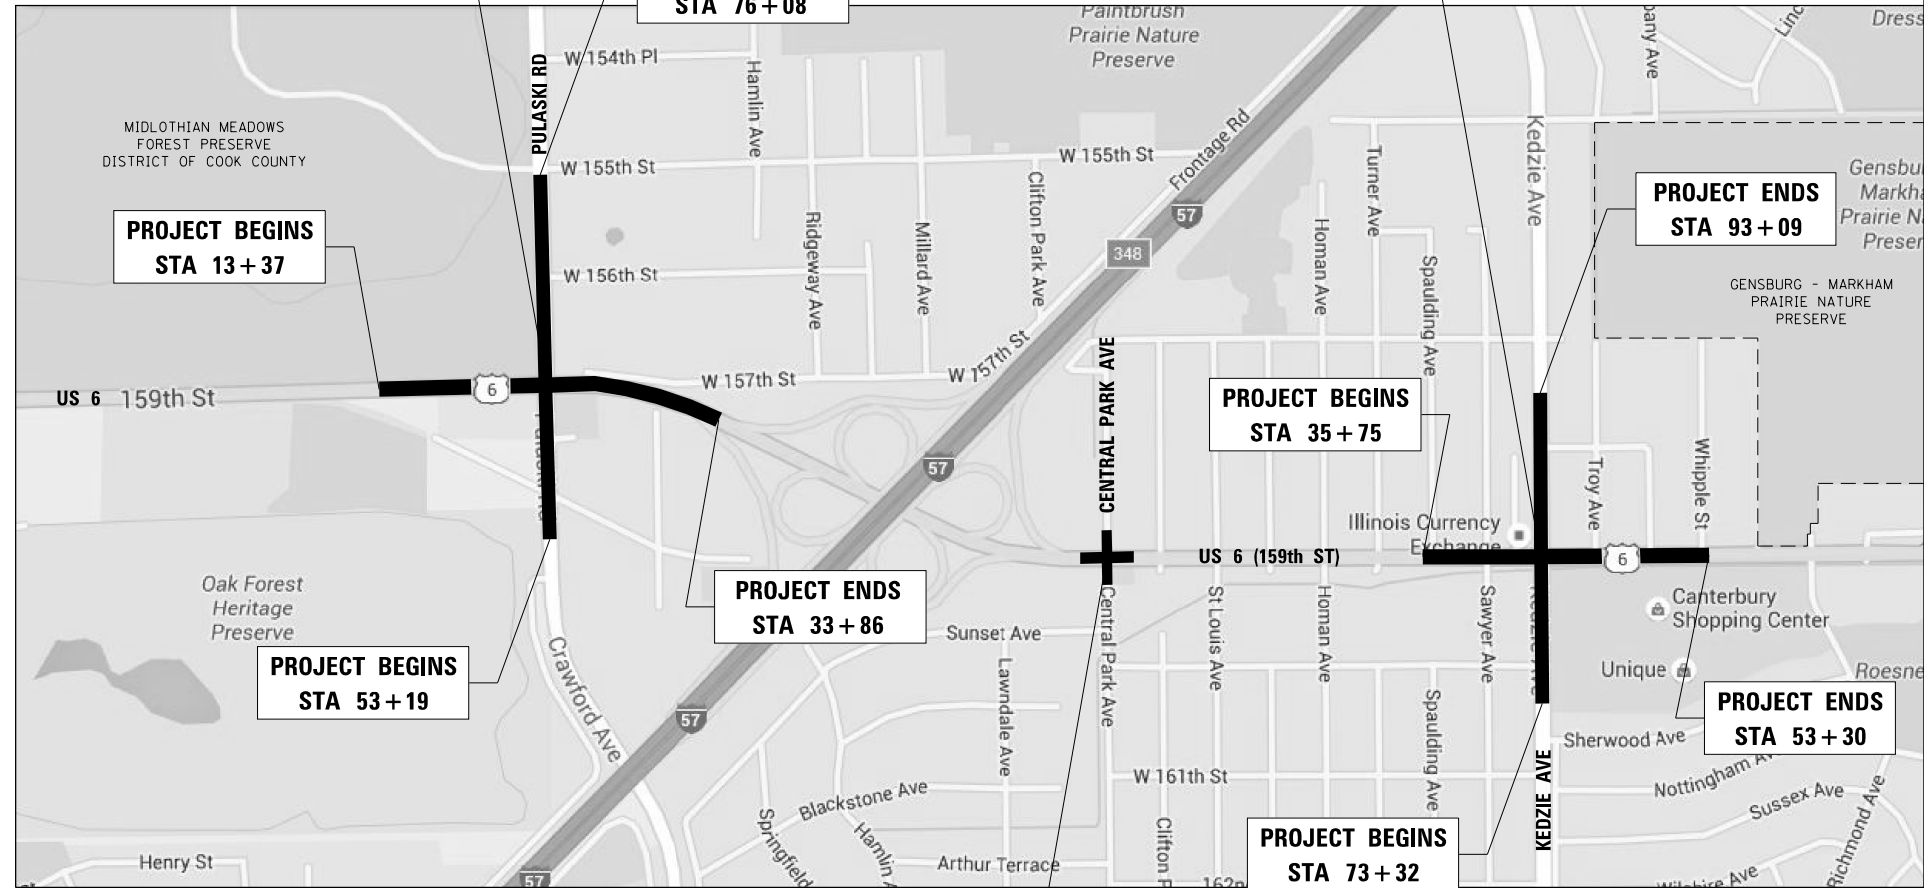 STA 76+08
Paintbrush
Prairie Nature
Preserve
Dress
PULASKI RD
W 154th Pl
Hamlin Ave
MIDLOTHIAN MEADOWS
FOREST PRESERVE
DISTRICT OF COOK COUNTY
W 155th St
W 155th St
Frontage Rd
57
Kedzie Ave
Turner Ave
Clifton Park Ave
PROJECT BEGINS
STA 13+37
PROJECT ENDS
STA 93+09
Prairie
348
W 156th St
Ridgeway Ave
Millard Ave
Homan Ave
Spaulding Ave
GENSBURG - MARKHAM
PRAIRIE NATURE
PRESERVE
W 157th St
W 157th St
US 6
159th St
6
CENTRAL PARK AVE
PROJECT BEGINS
STA 35+75
57
Troy Ave
Whipple St
Illinois Currency
Exchange
US 6 (159th ST)
6
Oak Forest
Heritage
Preserve
PROJECT ENDS
STA 33+86
Sunset Ave
Central Park Ave
St Louis Ave
Homan Ave
Sawyer Ave
Canterbury
Shopping Center
Unique
PROJECT BEGINS
STA 53+19
Crawford Ave
Lawndale Ave
57
Spaulding Ave
PROJECT ENDS
STA 53+30
Sherwood Ave
W 161th St
Nottingham
Sussex Ave
Blackstone Ave
Springfield
Hamlin
Clifton
KEDZIE AVE
Richmond Ave
PROJECT BEGINS
STA 73+32
Henry St
Arthur Terrace
57